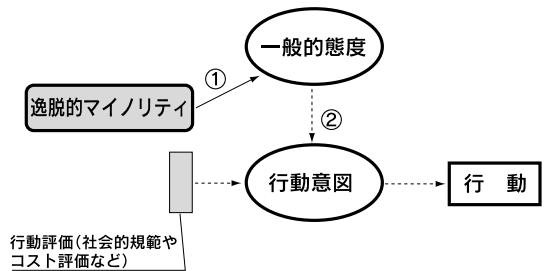 一般的態度
①
逸脱的マイノリティ
②
行動意図
行　動
行動評価（社会的規範や
コスト評価など）